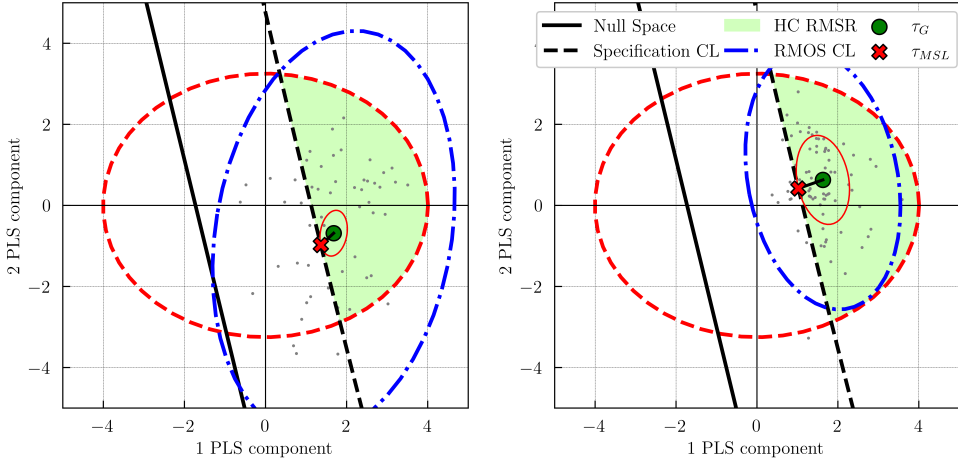 Null Space
Specification CL
HC RMSR
RMOS CL
τ_G
τ_MSL
4
2
0
−2
−4
2 PLS component
−4 −2 0 2 4
1 PLS component
2
0
−2
−4
2 PLS component
−4 −2 0 2 4
1 PLS component